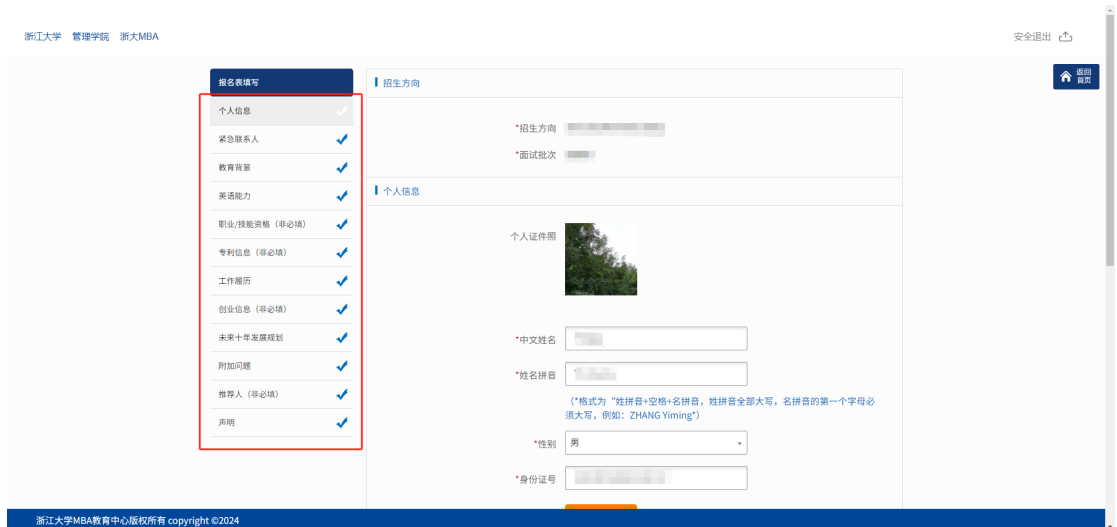 浙江大学 管理学院 浙大MBA
安全退出
返回
首页
报名表填写
个人信息
紧急联系人
教育背景
英语能力
职业/技能资格（非必填）
专利信息（非必填）
工作履历
创业信息（非必填）
未来十年发展规划
附加问题
推荐人（非必填）
声明
招生方向
*招生方向
*面试批次
个人信息
个人证件照
*中文姓名
*姓名拼音
（*格式为“姓拼音+空格+名拼音，姓拼音全部大写，名拼音的第一个字母必
须大写，例如：ZHANG Yiming*）
*性别 男
*身份证号
浙江大学MBA教育中心版权所有 copyright ©2024